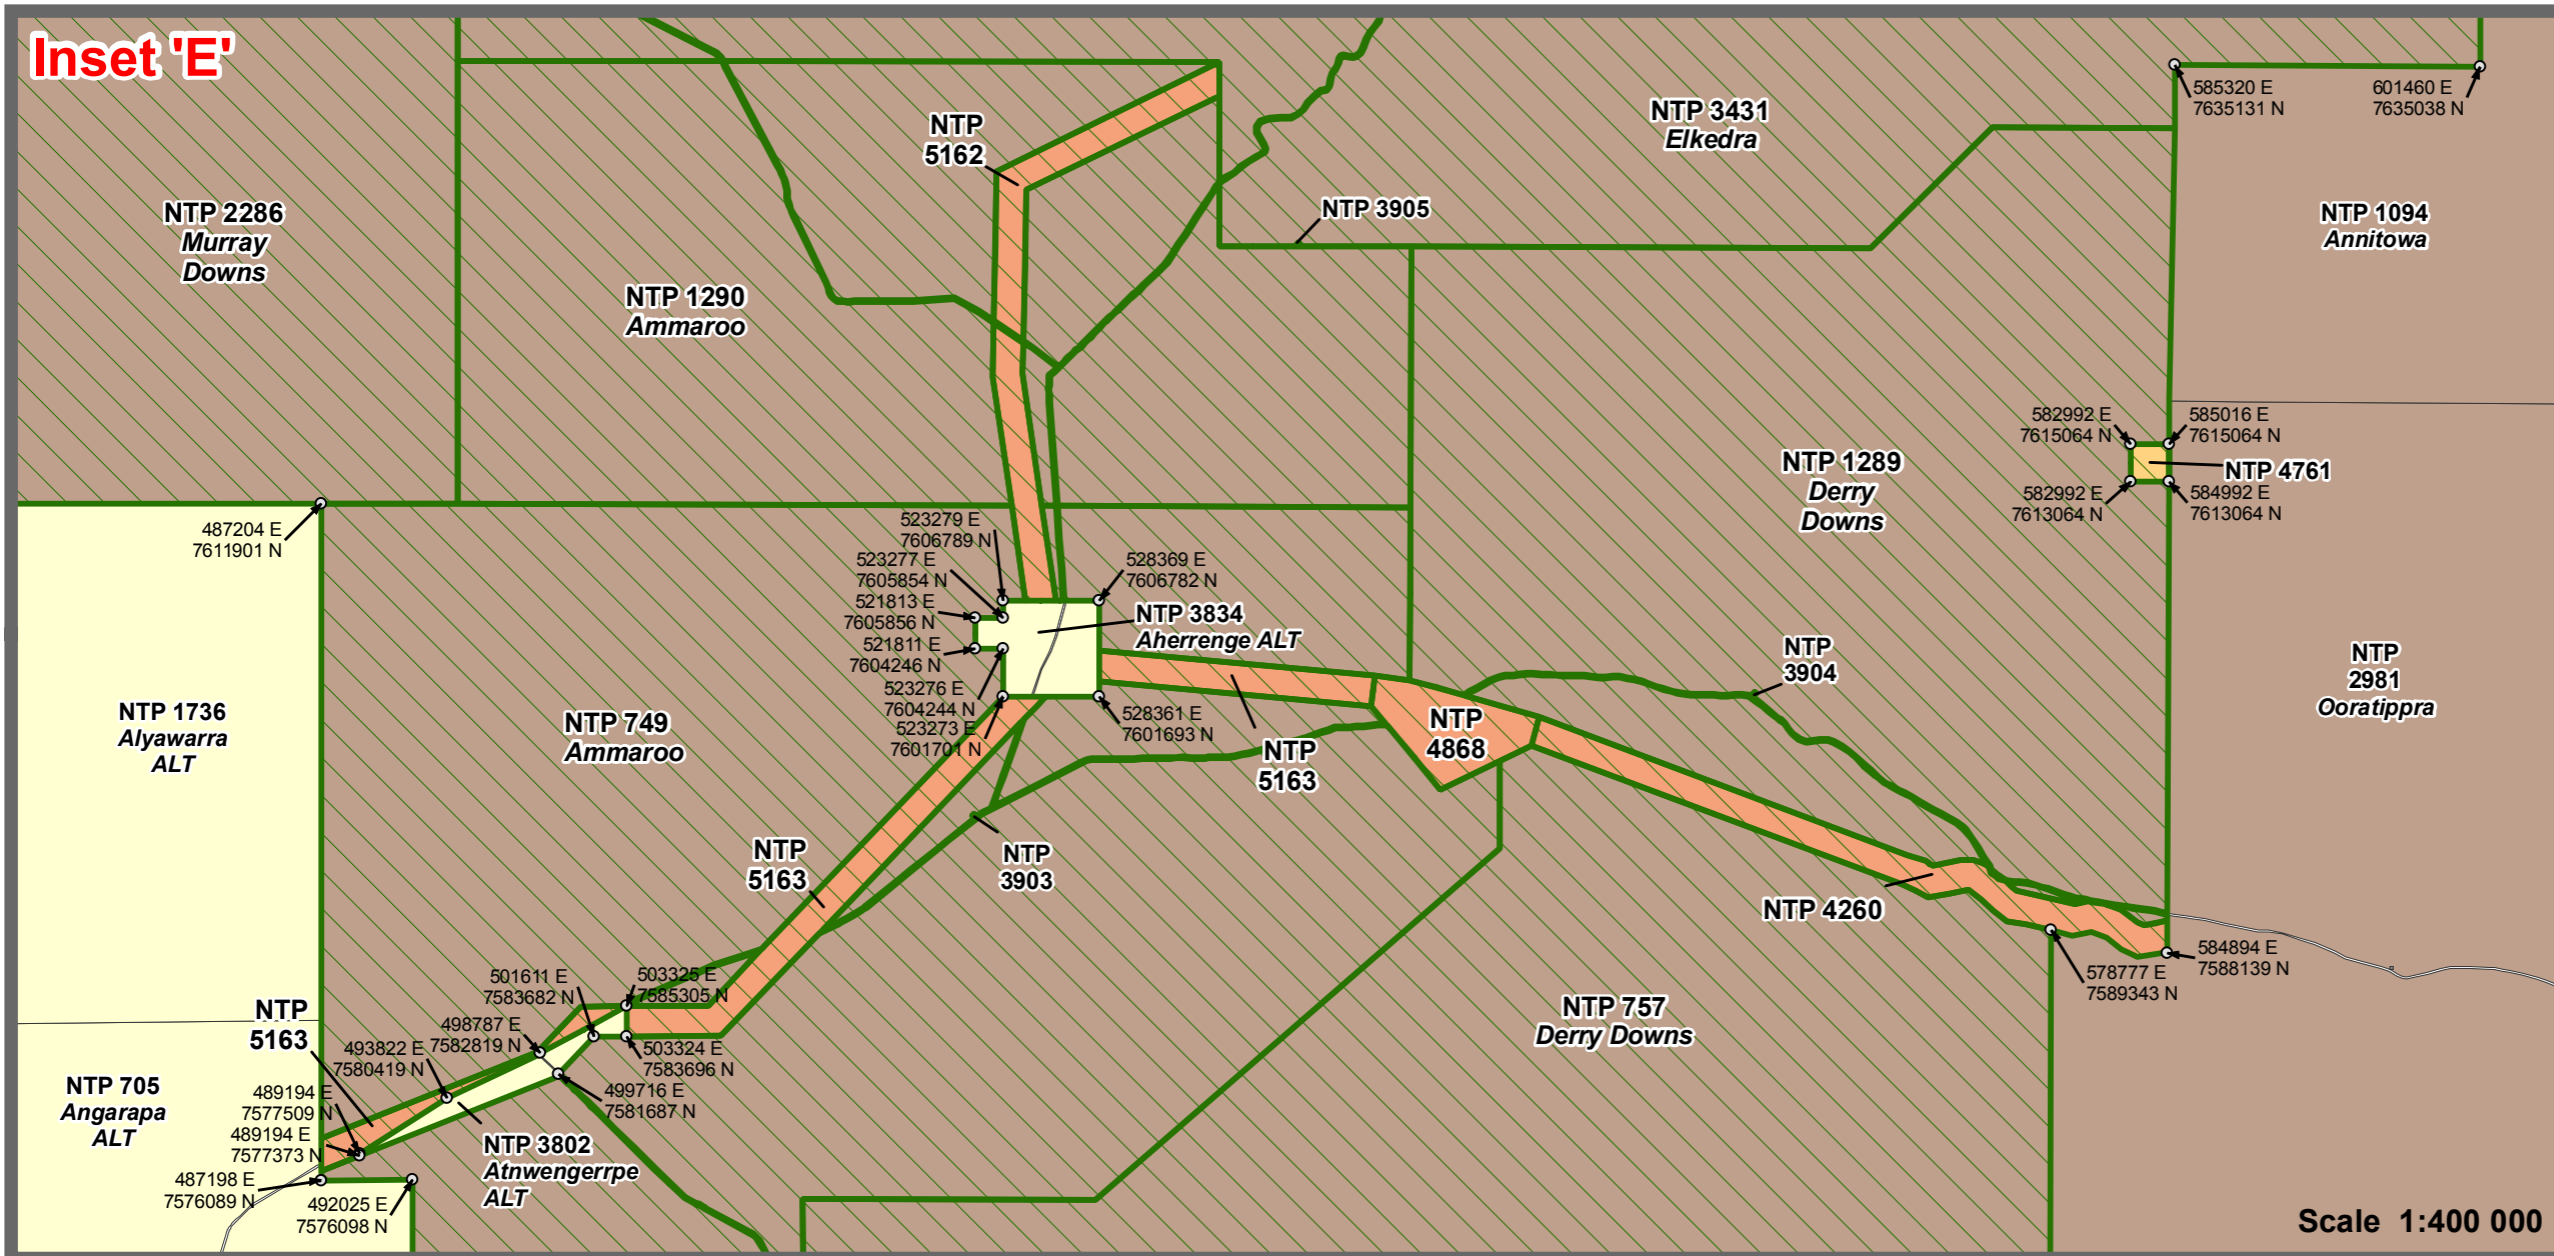 Inset 'E'
585320 E
7635131 N
601460 E
7635038 N
NTP
5162
NTP 3431
Elkedra
NTP 2286
Murray
Downs
NTP 3905
NTP 1094
Annitowa
NTP 1290
Ammaroo
582992 E
7615064 N
585016 E
7615064 N
NTP 1289
Derry
Downs
NTP 4761
582992 E
7613064 N
584992 E
7613064 N
487204 E
7611901 N
523279 E
7606789 N
523277 E
7605854 N
521813 E
7605856 N
521811 E
7604246 N
523276 E
7604244 N
523273 E
7601701 N
528369 E
7606782 N
NTP 3834
Aherrenge ALT
528361 E
7601693 N
NTP
3904
NTP
2981
Ooratippra
NTP 1736
Alyawarra
ALT
NTP 749
Ammaroo
NTP
4868
NTP
5163
NTP
5163
NTP
3903
NTP 4260
584894 E
7588139 N
578777 E
7589343 N
501611 E
7583682 N
503325 E
7585305 N
NTP
5163
498787 E
7582819 N
493822 E
7580419 N
503324 E
7583696 N
499716 E
7581687 N
NTP 757
Derry Downs
NTP 705
Angarapa
ALT
489194 E
7577509 N
489194 E
7577373 N
NTP 3802
Atnwengerrpe
ALT
487198 E
7576089 N
492025 E
7576098 N
Scale 1:400 000